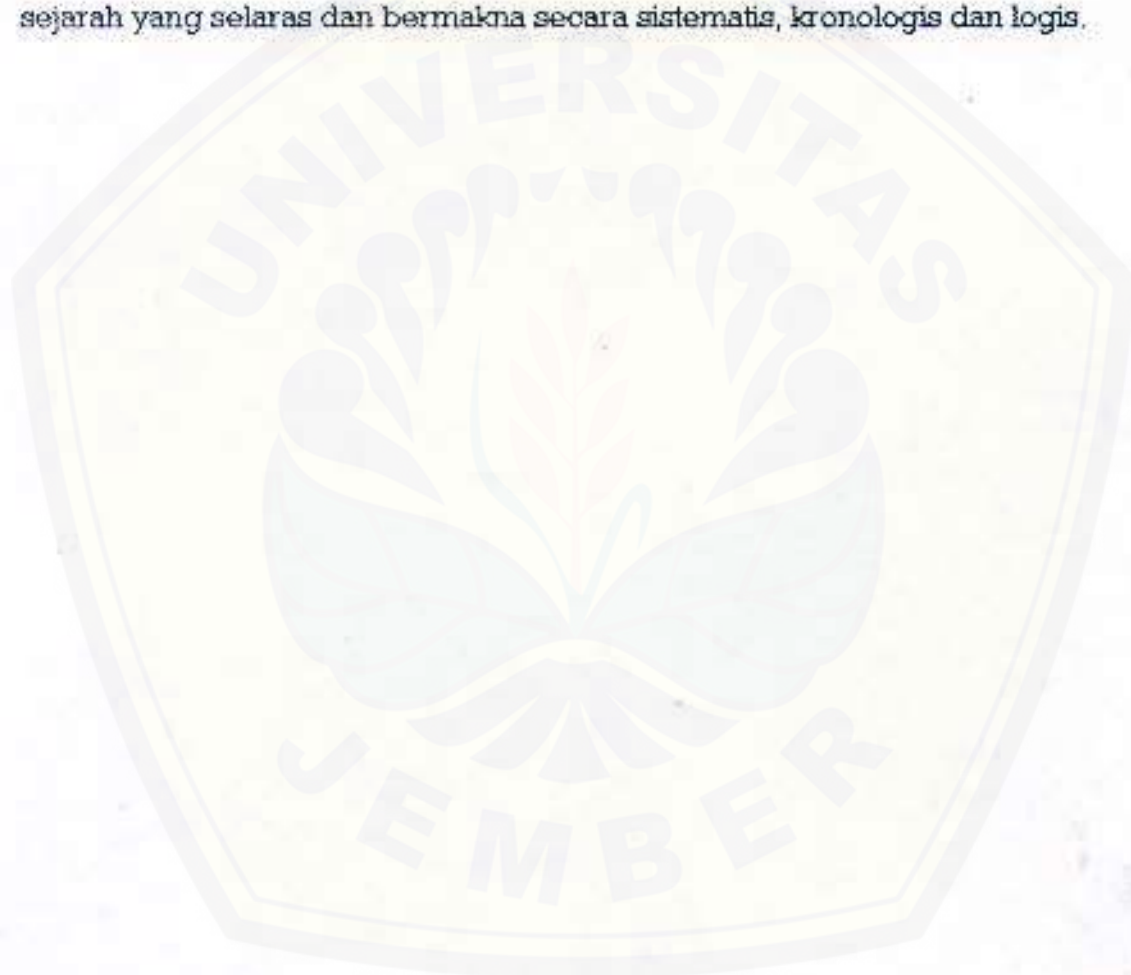 sejarah yang selaras dan bermakna secara sistematis, kronologis dan logis.
UNIVERSITAS
JEMBER